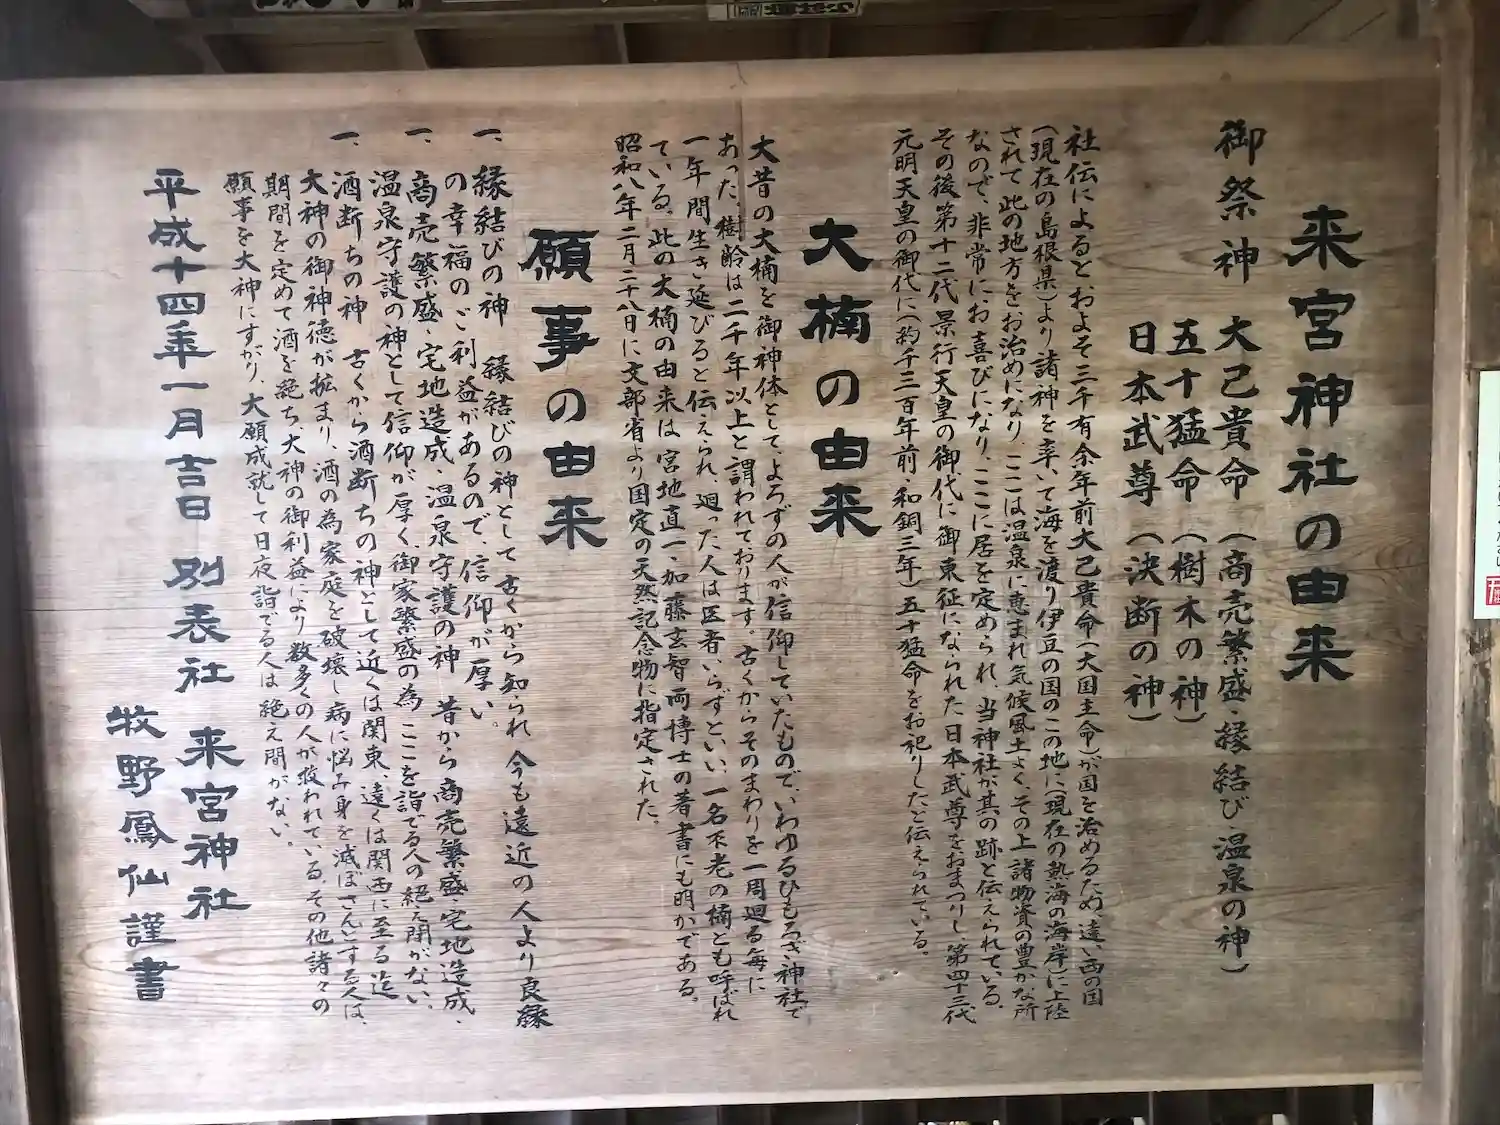 来宮神社の由来
御祭神　大己貴命（商売繁盛・縁結び温泉の神）
五十猛命（樹木の神）
日本武尊（決断の神）
社伝によるとおよそ三千有余年前大己貴命（大国主命）が国を治めるため、遠い西の国
（現在の島根県）より諸神を率いて海を渡り伊豆の国のこの地に（現在の熱海の海岸）に上陸
されて此の地方をお治めになり、ここは温泉に恵まれ気候風土よく、その上諸物資の豊かな所
なので、非常にお喜びになり、ここに居を定められ、当神社が其の跡と伝えられている。
その後第十二代景行天皇の御代に御東征になられた日本武尊をおまつりし第四十三代
元明天皇の御代に（約千三百年前・和銅三年）五十猛命をお祀りしたと伝えられている。
大楠の由来
大昔の大楠を御神体として、よろずの人が信仰していたもので、いわゆるひもろぎ神社で
あった。樹齢は二千年以上と謂われております。古くからそのまわりを一周廻る毎に
一年間生き延びると伝えられ、廻った人は医者いらずといい、一名不老の楠とも呼ばれ
ている。此の大楠の由来は宮地直一・加藤玄智両博士の著書にも明かである。
昭和八年二月二十八日に文部省より国定の天然記念物に指定された。
願事の由来
一、縁結びの神　縁結びの神として古くから知られ今も遠近の人より良縁
の幸福のご利益があるので、信仰が厚い。
一、商売繁盛・宅地造成・温泉守護の神　昔から商売繁盛・宅地造成・
温泉守護の神として信仰が厚く、御家繁盛の為ここを詣でる人の絶え間がない。
一、酒断ちの神　古くから酒断ちの神として近くは関東、遠くは関西に至る迄
大神の御神徳が拡まり、酒の為家庭を破壊し病に悩み身を滅ぼさんとする人は、
期間を定めて酒を絶ち、大神の御利益により数多くの人が救われている。その他諸々の
願事を大神にすがり、大願成就して日夜詣でる人は絶え間がない。
平成十四年一月吉日　別表社　来宮神社
牧野鳳仙謹書